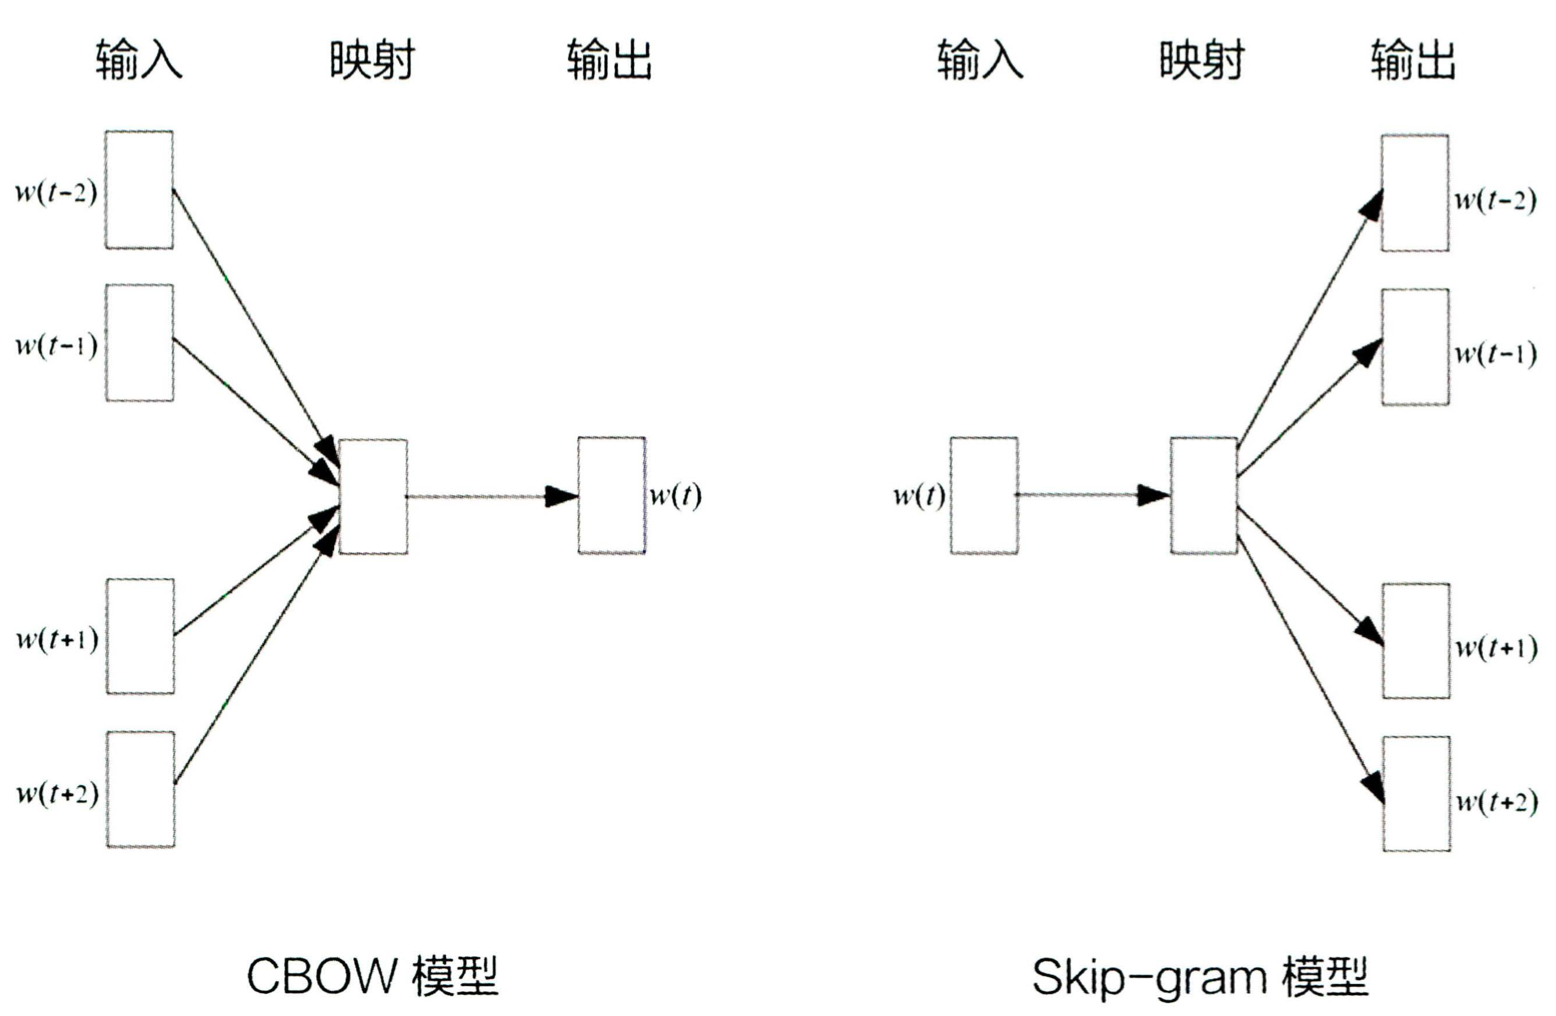 输入 映射 输出
w(t-2)
w(t-1)
w(t)
w(t+1)
w(t+2)
CBOW 模型
输入 映射 输出
w(t-2)
w(t-1)
w(t)
w(t+1)
w(t+2)
Skip-gram 模型